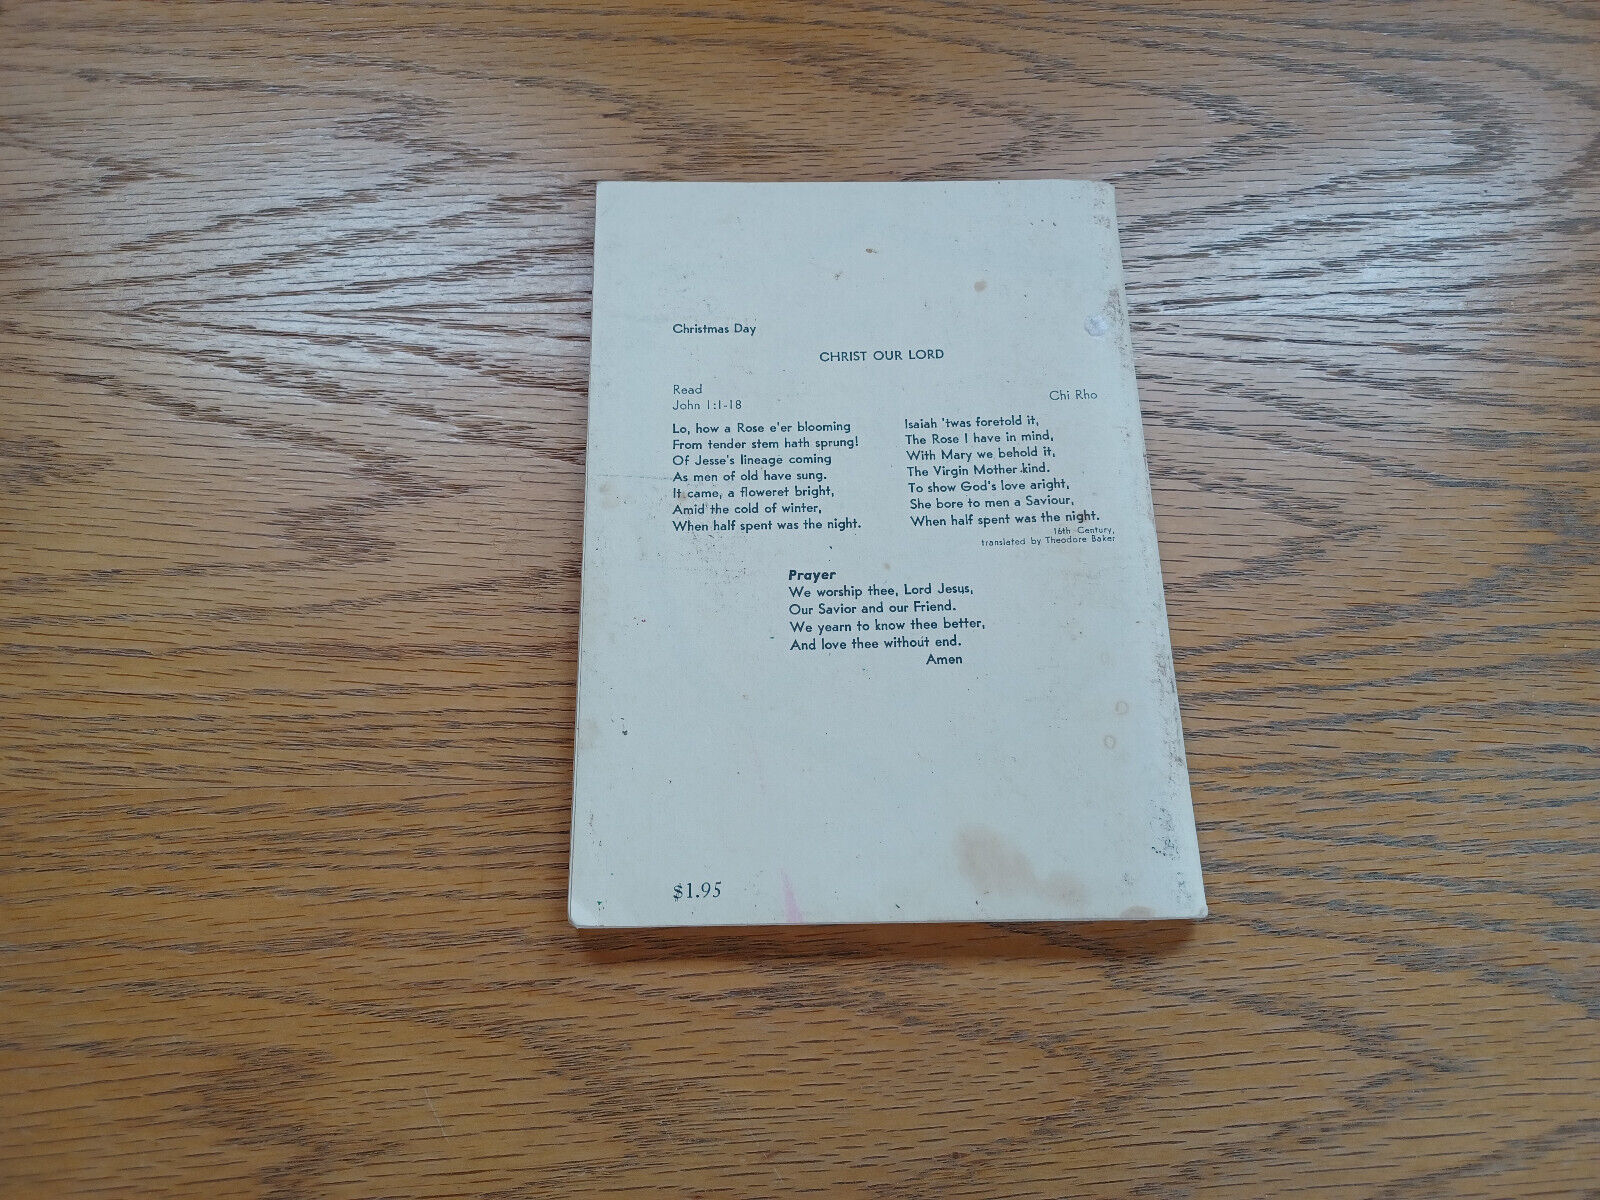 Christmas Day
CHRIST OUR LORD
Read
John 1:1-18
Chi Rho
Lo, how a Rose e'er blooming
From tender stem hath sprung!
Of Jesse's lineage coming
As men of old have sung.
It came, a floweret bright,
Amid the cold of winter,
When half spent was the night.
Isaiah 'twas foretold it,
The Rose I have in mind,
With Mary we behold it,
The Virgin Mother kind.
To show God's love aright,
She bore to men a Saviour,
When half spent was the night.
16th Century,
translated by Theodore Baker
Prayer
We worship thee, Lord Jesus,
Our Savior and our Friend.
We yearn to know thee better,
And love thee without end.
Amen
$1.95